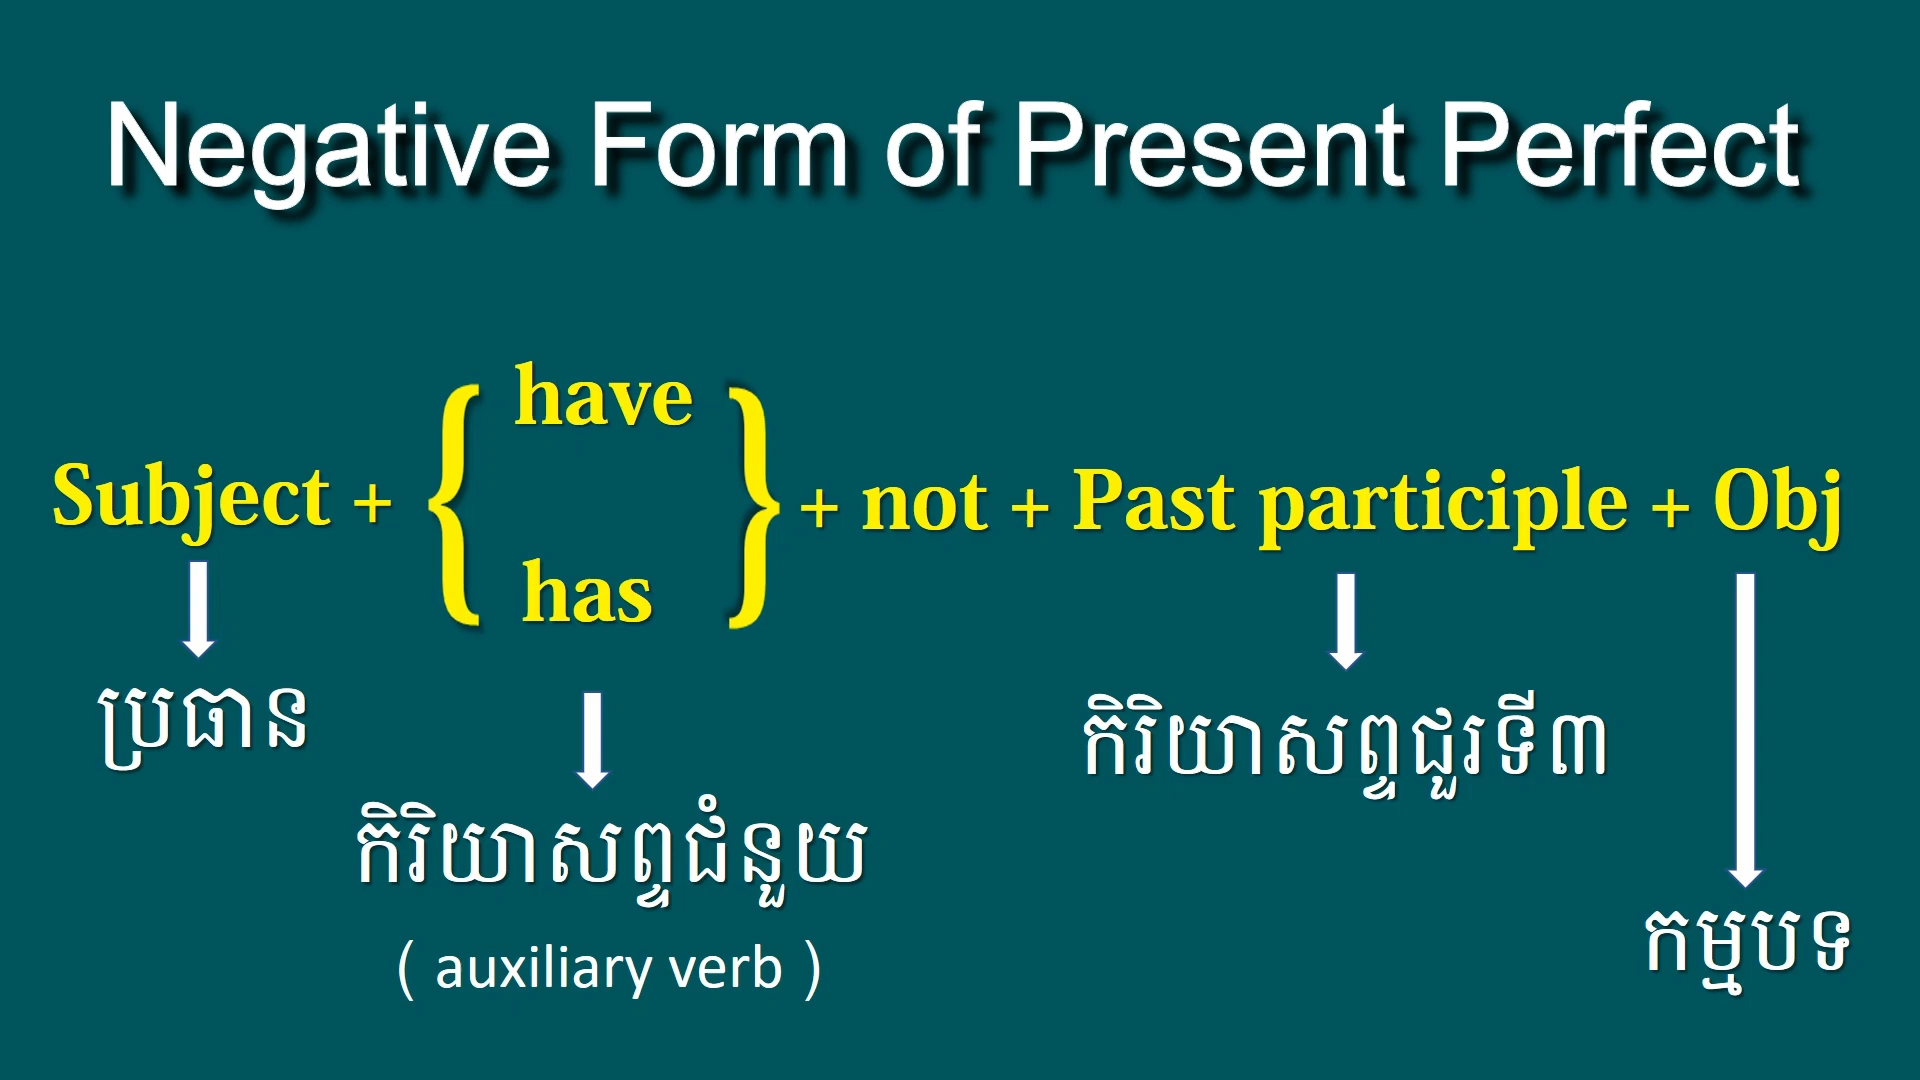 Negative Form of Present Perfect
have
Subject + { } + not + Past participle + Obj
has
ប្រធាន
កិរិយាសព្ទជួរទី៣
កិរិយាសព្ទជំនួយ
( auxiliary verb )
កម្មបទ